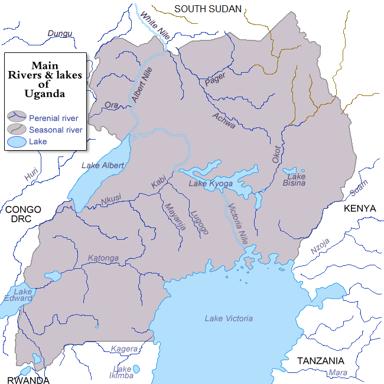 SOUTH SUDAN
White Nile
Dungu
Main
Rivers & lakes
of
Uganda
Perenial river
Seasonal river
Lake
Albert Nile
Pager
Ora
Achwa
Okot
Huri
Lake Albert
Kabi
Nkusi
Lake Kyoga
Lake
Bisina
Mayanja
Lugogo
Victoria Nile
Suam
KENYA
CONGO
DRC
Nzoja
Katonga
Lake
Edward
Lake Victoria
Kagera
Lake
Ikimba
RWANDA
TANZANIA
Mara